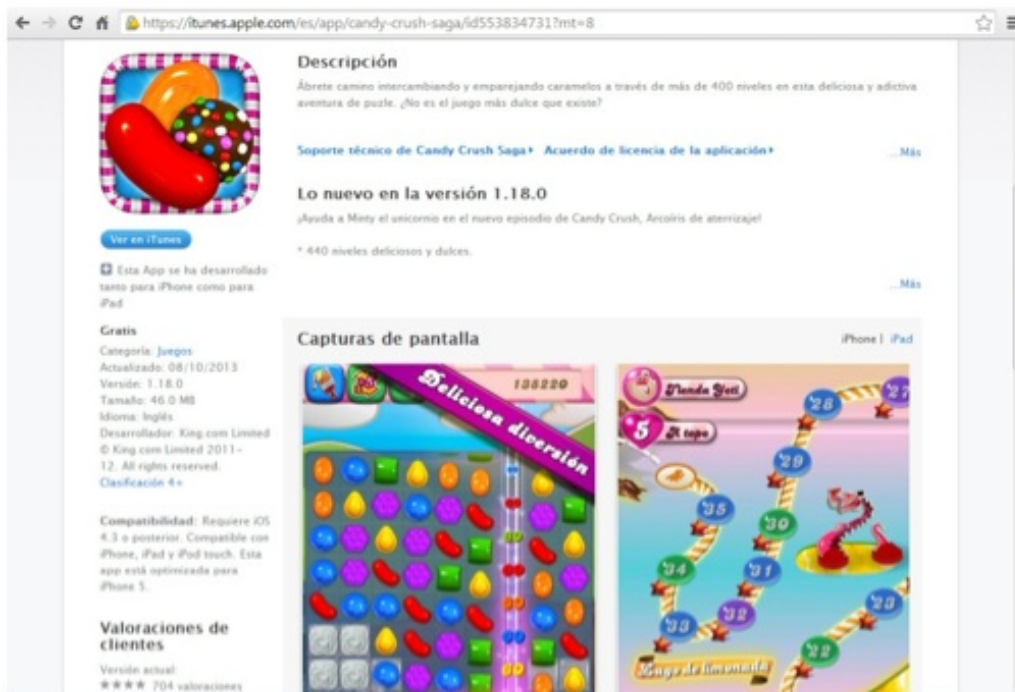 https://itunes.apple.com/es/app/candy-crush-saga/id553834731?mt=8
Descripción
Ábrete camino intercambiando y emparejando caramelos a través de más de 400 niveles en esta deliciosa y adictiva
aventura de puzle. ¿No es el juego más dulce que existe?
Soporte técnico de Candy Crush Saga Acuerdo de licencia de la aplicación
...Más
Lo nuevo en la versión 1.18.0
¡Ayuda a Minty el unicornio en el nuevo episodio de Candy Crush, Arcoíris de aterrizaje!
* 440 niveles deliciosos y dulces.
...Más
Ver en iTunes
Esta App se ha desarrollado
tanto para iPhone como para
iPad
Gratis
Categoría: Juegos
Actualizado: 08/10/2013
Versión: 1.18.0
Tamaño: 46.0 MB
Idioma: Inglés
Desarrollador: King.com Limited
© King.com Limited 2011-
12. All rights reserved.
Clasificación 4+
Compatibilidad: Requiere iOS
4.3 o posterior. Compatible con
iPhone, iPad y iPod touch. Esta
app está optimizada para
iPhone 5.
Valoraciones de
clientes
Versión actual:
★★★★ 704 valoraciones
Capturas de pantalla
iPhone | iPad
138220
Deliciosa diversión
60
60
60
60
60
60
Tienda Yeti
5 A tope
28
27
29
35
30
34
31
32
33
23
22
Lago de limonada